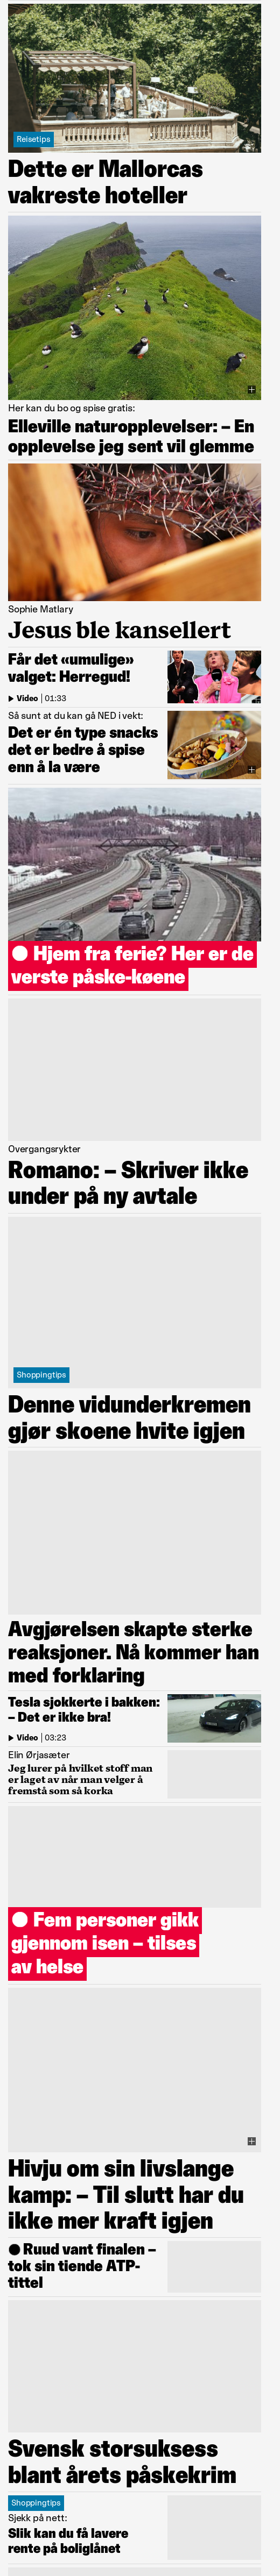 Reisetips
Dette er Mallorcas
vakreste hoteller
Her kan du bo og spise gratis:
Elleville naturopplevelser: – En
opplevelse jeg sent vil glemme
Sophie Matlary
Jesus ble kansellert
Får det «umulige»
valget: Herregud!
Video | 01:33
Så sunt at du kan gå NED i vekt:
Det er én type snacks
det er bedre å spise
enn å la være
Hjem fra ferie? Her er de
verste påske-køene
Overgangsrykter
Romano: – Skriver ikke
under på ny avtale
Shoppingtips
Denne vidunderkremen
gjør skoene hvite igjen
Avgjørelsen skapte sterke
reaksjoner. Nå kommer han
med forklaring
Tesla sjokkerte i bakken:
– Det er ikke bra!
Video | 03:23
Elin Ørjasæter
Jeg lurer på hvilket stoff man
er laget av når man velger å
fremstå som så korka
Fem personer gikk
gjennom isen – tilses
av helse
Hivju om sin livslange
kamp: – Til slutt har du
ikke mer kraft igjen
Ruud vant finalen –
tok sin tiende ATP-
tittel
Svensk storsuksess
blant årets påskekrim
Shoppingtips
Sjekk på nett:
Slik kan du få lavere
rente på boliglånet